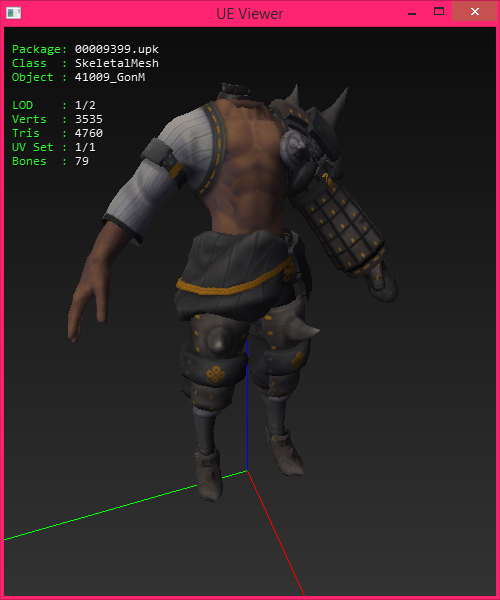 UE Viewer
Package: 00009399.upk
Class : SkeletalMesh
Object : 41009_GonM
LOD : 1/2
Verts : 3535
Tris : 4760
UV Set : 1/1
Bones : 79